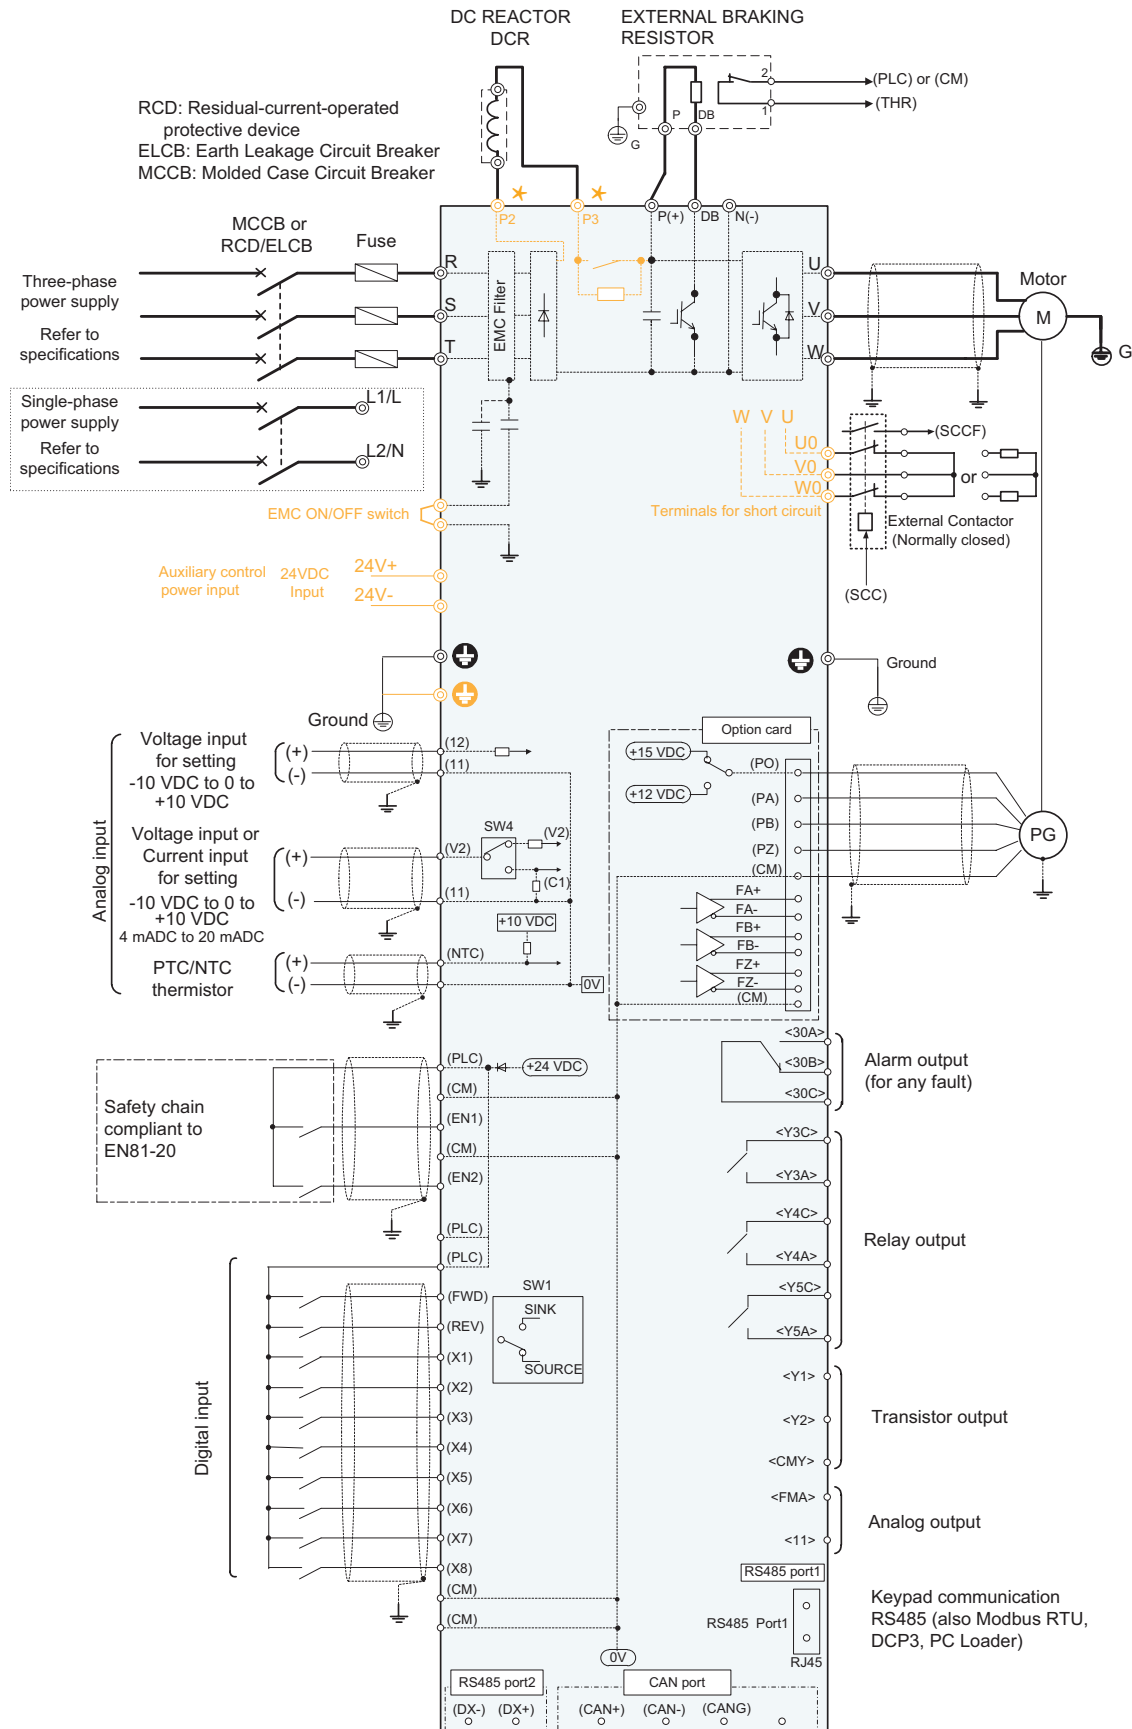 DC REACTOR
DCR
EXTERNAL BRAKING
RESISTOR
2
(PLC) or (CM)
1
(THR)
P
DB
G
RCD: Residual-current-operated
protective device
ELCB: Earth Leakage Circuit Breaker
MCCB: Molded Case Circuit Breaker
P2
P3
P(+)
DB
N(-)
MCCB or
RCD/ELCB
Fuse
Three-phase
power supply
Refer to
specifications
R
S
T
EMC Filter
U
V
W
Motor
M
G
Single-phase
power supply
Refer to
specifications
L1/L
L2/N
W V U
U0
V0
W0
Terminals for short circuit
(SCCF)
or
External Contactor
(Normally closed)
(SCC)
EMC ON/OFF switch
Auxiliary control
power input
24VDC
Input
24V+
24V-
Ground
Ground
Analog input
Voltage input
for setting
-10 VDC to 0 to
+10 VDC
(+)
(-)
(12)
(11)
Voltage input or
Current input
for setting
-10 VDC to 0 to
+10 VDC
4 mADC to 20 mADC
(+)
(-)
(V2)
(11)
SW4
(V2)
(C1)
+10 VDC
PTC/NTC
thermistor
(+)
(-)
(NTC)
0V
Option card
+15 VDC
+12 VDC
(PO)
(PA)
(PB)
(PZ)
(CM)
FA+
FA-
FB+
FB-
FZ+
FZ-
(CM)
PG
Safety chain
compliant to
EN81-20
(PLC)
+24 VDC
(CM)
(EN1)
(CM)
(EN2)
(PLC)
(PLC)
<30A>
<30B>
<30C>
Alarm output
(for any fault)
<Y3C>
<Y3A>
<Y4C>
<Y4A>
<Y5C>
<Y5A>
Relay output
Digital input
(FWD)
(REV)
(X1)
(X2)
(X3)
(X4)
(X5)
(X6)
(X7)
(X8)
(CM)
(CM)
SW1
SINK
SOURCE
<Y1>
<Y2>
<CMY>
Transistor output
<FMA>
<11>
Analog output
RS485 port1
RS485 Port1
RJ45
Keypad communication
RS485 (also Modbus RTU,
DCP3, PC Loader)
0V
RS485 port2
(DX-) (DX+)
CAN port
(CAN+) (CAN-) (CANG)